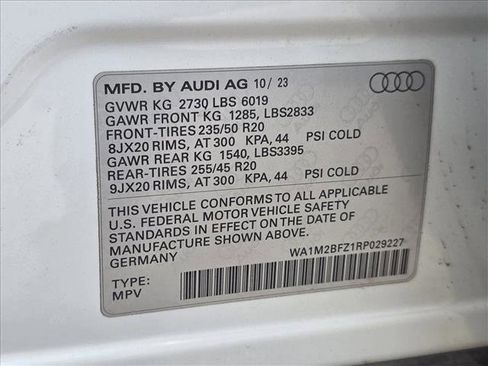 MFD. BY AUDI AG 10/ 23
GVWR KG 2730 LBS 6019
GAWR FRONT KG 1285, LBS2833
FRONT-TIRES 235/50 R20
8JX20 RIMS, AT 300 KPA, 44 PSI COLD
GAWR REAR KG 1540, LBS3395
REAR-TIRES 255/45 R20
9JX20 RIMS, AT 300 KPA, 44 PSI COLD
THIS VEHICLE CONFORMS TO ALL APPLICABLE
U.S. FEDERAL MOTOR VEHICLE SAFETY
STANDARDS IN EFFECT ON THE DATE OF
MANUFACTURE SHOWN ABOVE.
GERMANY
WA1M2BFZ1RP029227
TYPE:
MPV